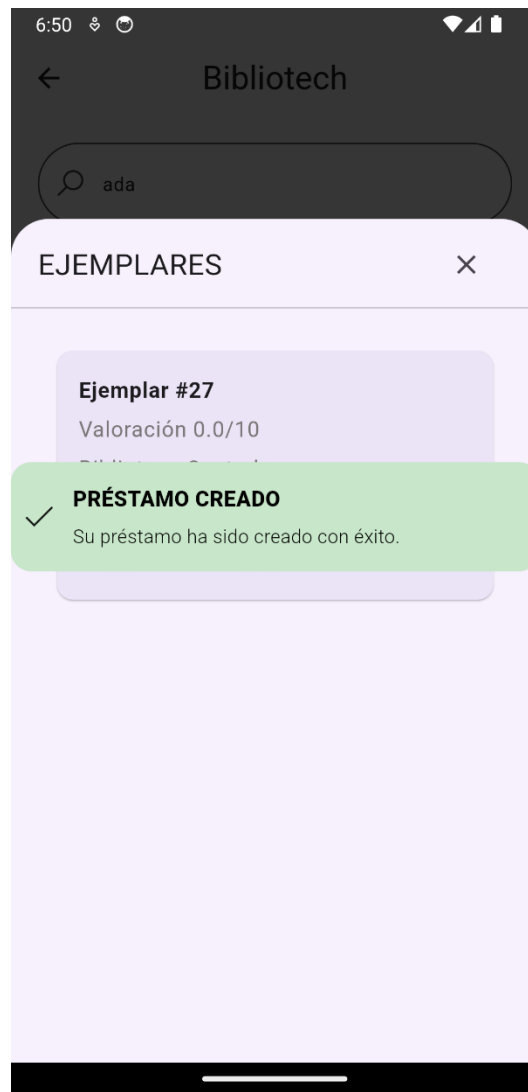 6:50
Bibliotech
ada
EJEMPLARES
Ejemplar #27
Valoración 0.0/10
PRÉSTAMO CREADO
Su préstamo ha sido creado con éxito.